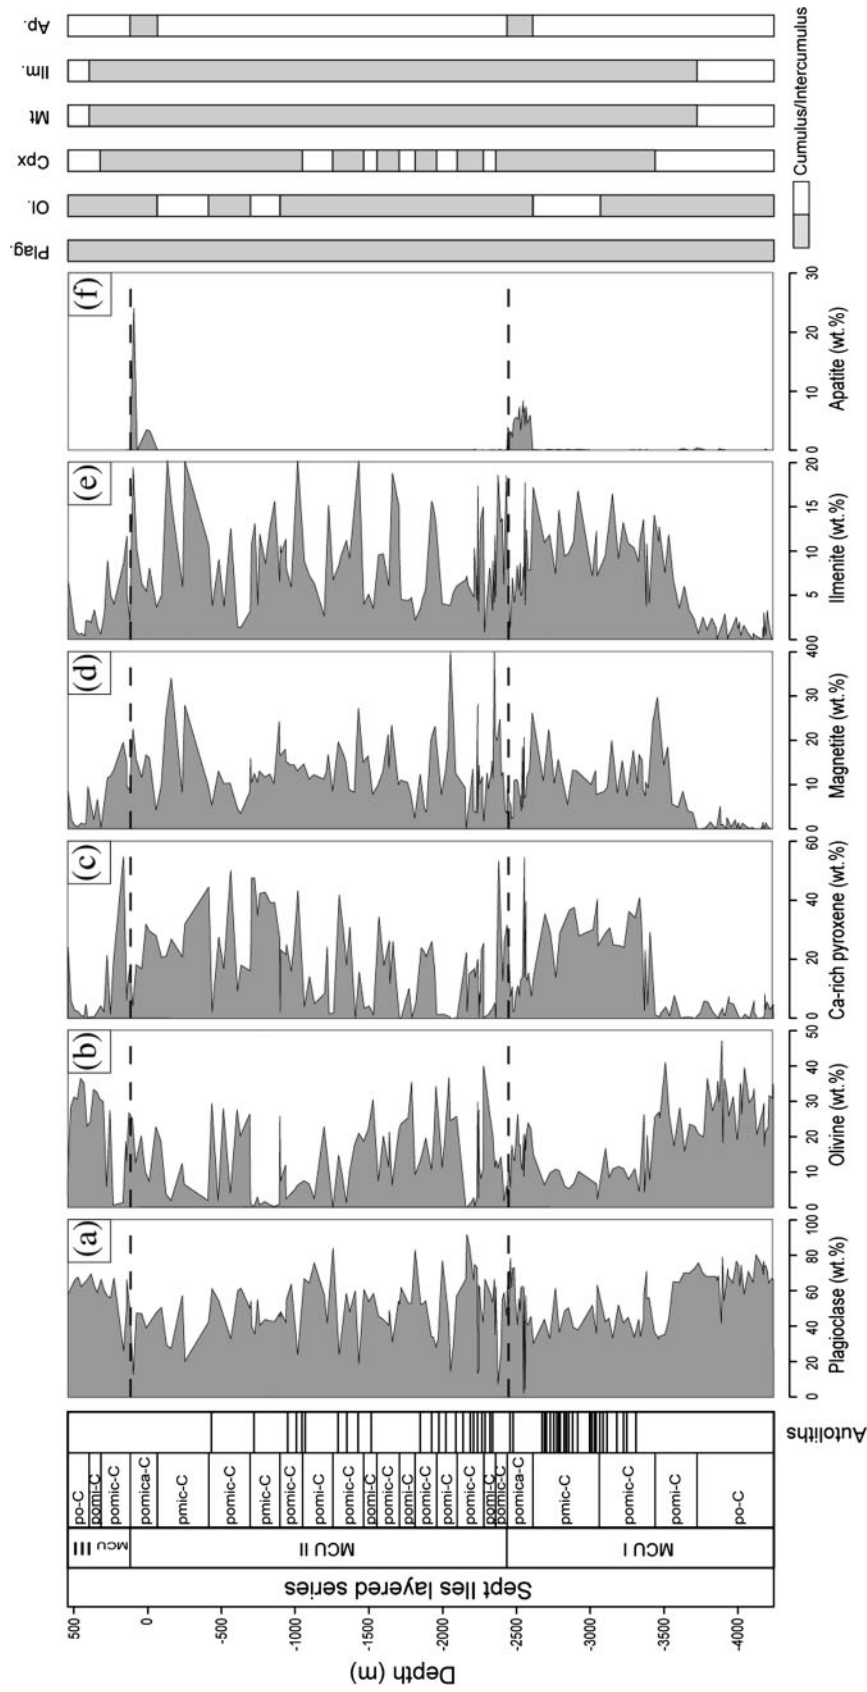 Ap.
Ilm.
Mt
Cpx
Ol.
Plag.
Cumulus/Intercumulus
(f)
0 10 20 30
Apatite (wt.%)
(e)
0 5 10 15 20
Ilmenite (wt.%)
(d)
0 10 20 30 40
Magnetite (wt.%)
(c)
0 20 40 60
Ca-rich pyroxene (wt.%)
(b)
0 10 20 30 40 50
Olivine (wt.%)
(a)
0 20 40 60 80 100
Plagioclase (wt.%)
Autoliths
po-C
pomi-C
pomic-C
pomica-C
pmic-C
pomic-C
pmic-C
pomic-C
pomi-C
pomic-C
pomi-C
pomic-C
pomi-C
pomic-C
pomi-C
pomic-C
pomi-C
pomic-C
pomica-C
pmic-C
pomic-C
pomi-C
po-C
MCU III
MCU II
MCU I
Sept Iles layered series
500 0 -500 -1000 -1500 -2000 -2500 -3000 -3500 -4000
Depth (m)